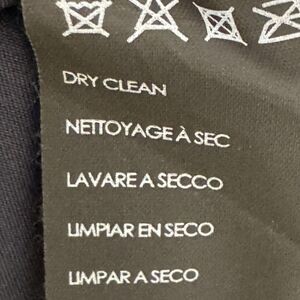 DRY CLEAN
NETTOYAGE À SEC
LAVARE A SECCO
LIMPIAR EN SECO
LIMPAR A SECO